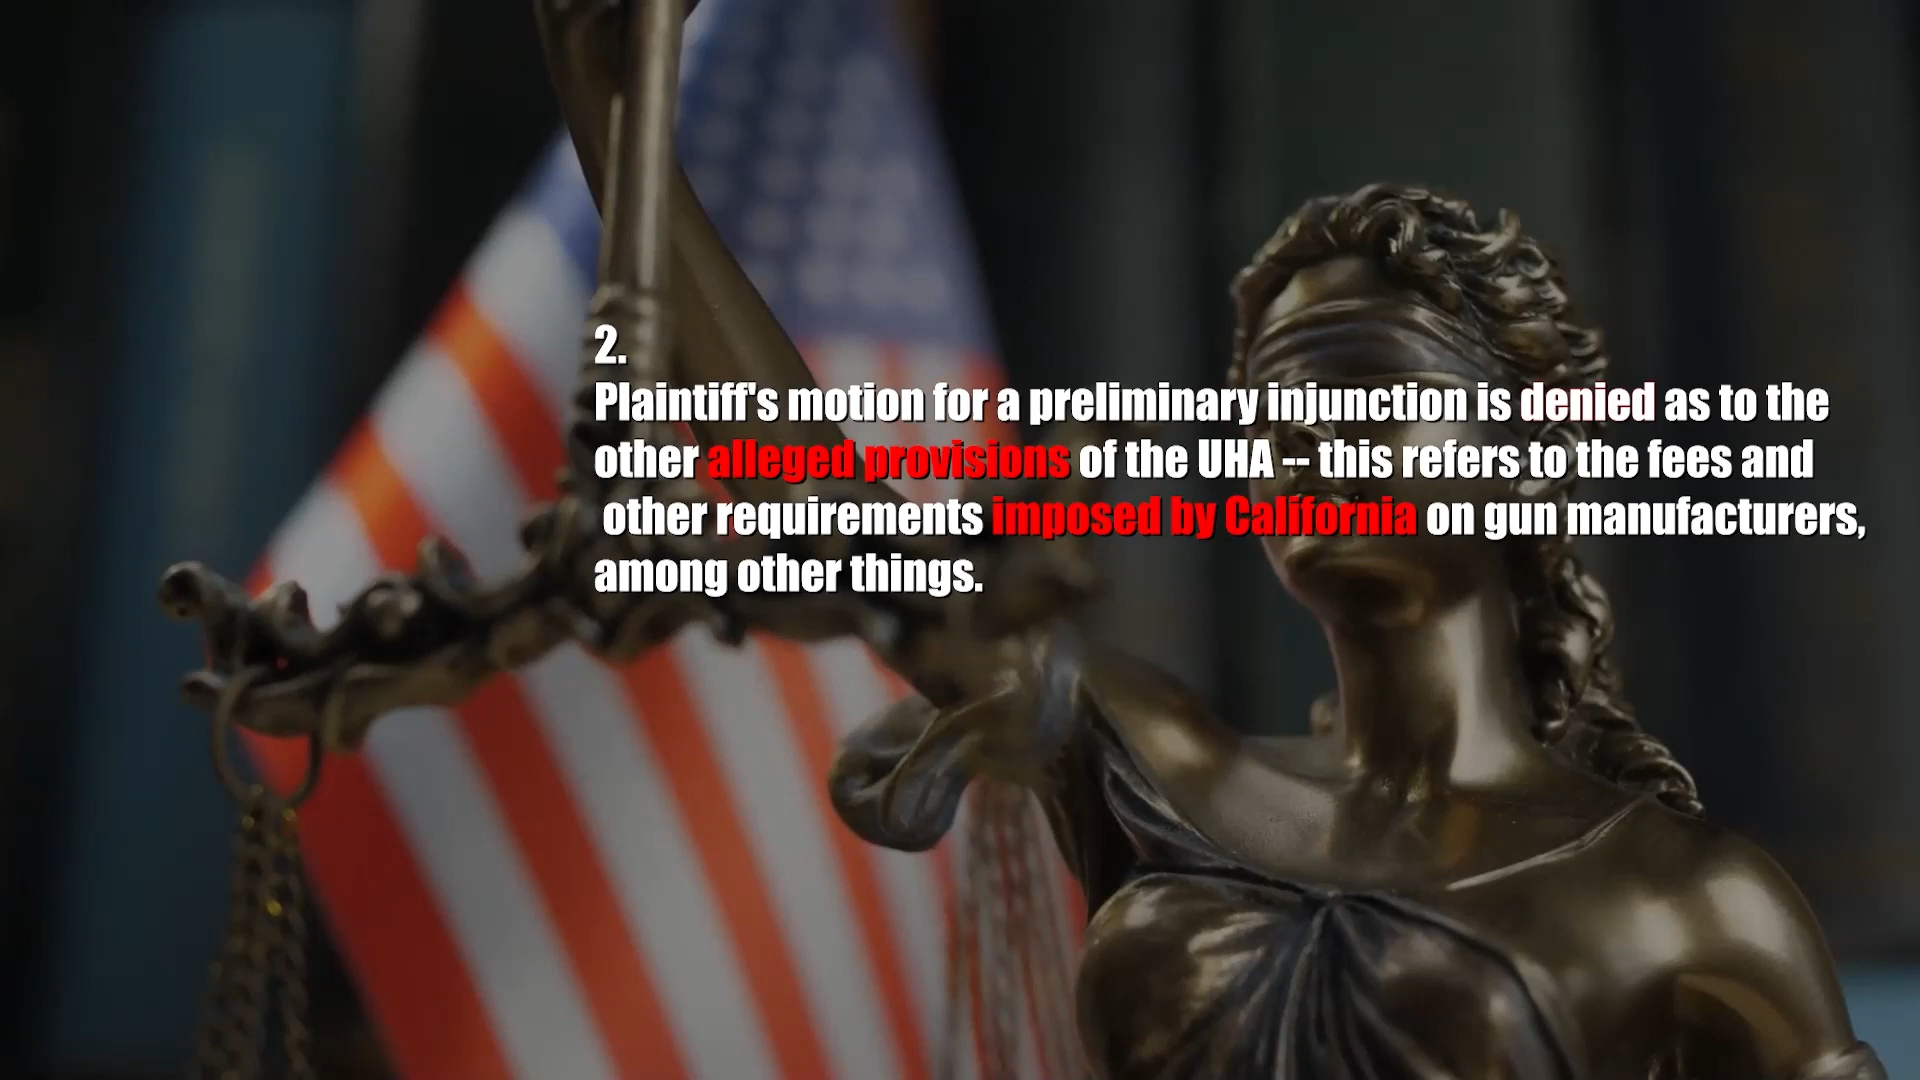 2.
Plaintiff's motion for a preliminary injunction is denied as to the
other alleged provisions of the UHA -- this refers to the fees and
other requirements imposed by California on gun manufacturers,
among other things.